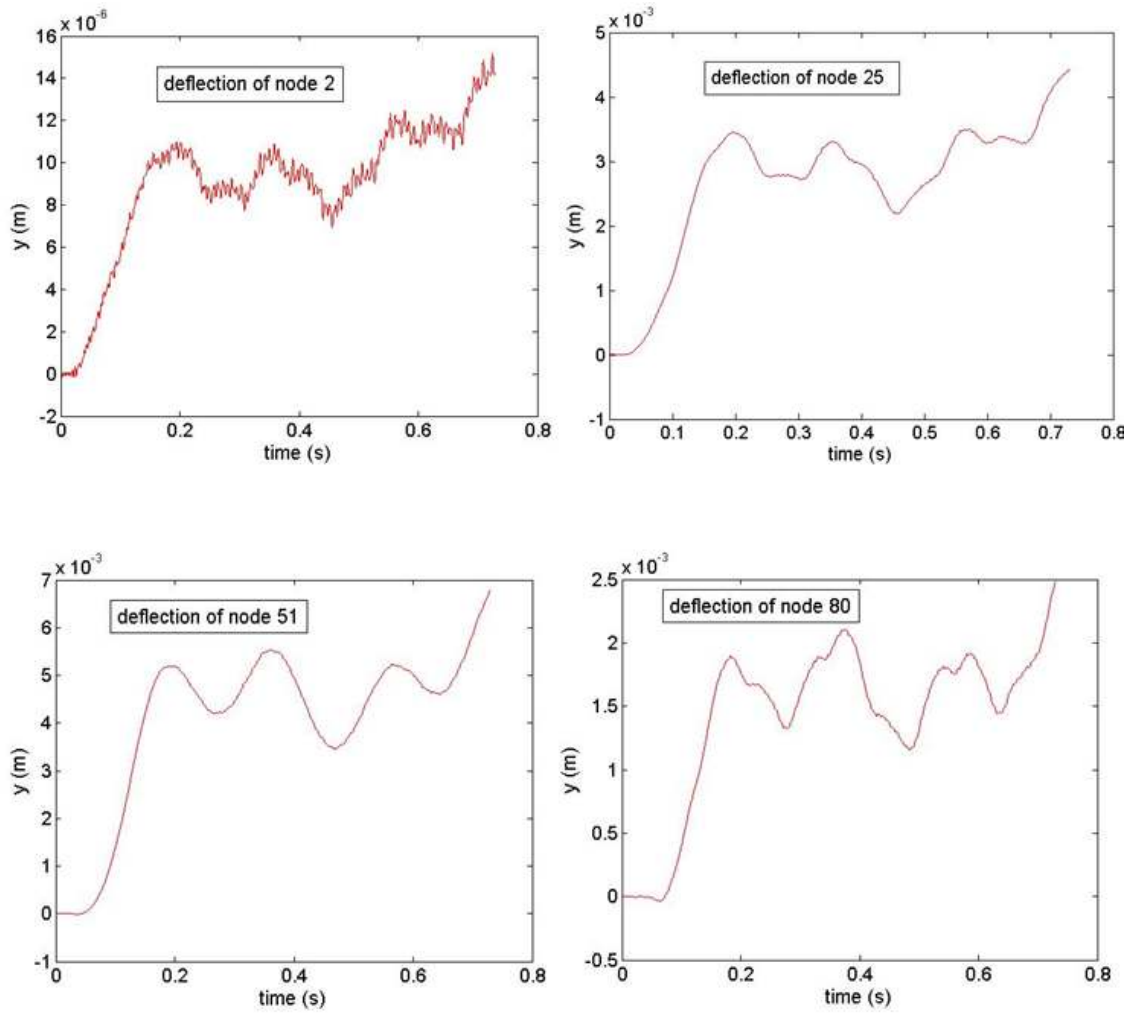 x 10^-6
16
14
12
10
8
6
4
2
0
-2
0 0.2 0.4 0.6 0.8
y (m)
time (s)
deflection of node 2
x 10^-3
5
4
3
2
1
0
-1
0 0.1 0.2 0.3 0.4 0.5 0.6 0.7 0.8
y (m)
time (s)
deflection of node 25
x 10^-3
7
6
5
4
3
2
1
0
-1
0 0.2 0.4 0.6 0.8
y (m)
time (s)
deflection of node 51
x 10^-3
2.5
2
1.5
1
0.5
0
-0.5
0 0.2 0.4 0.6 0.8
y (m)
time (s)
deflection of node 80